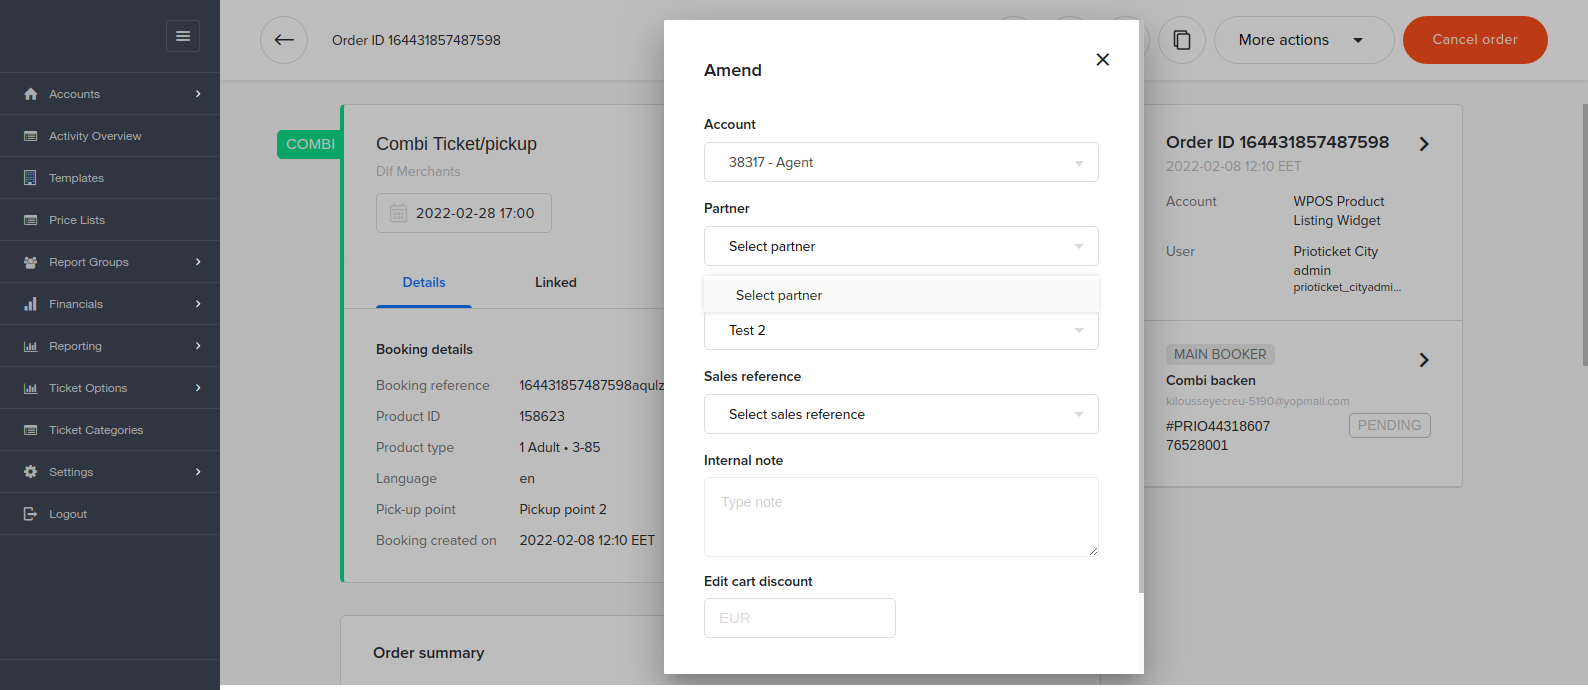 Accounts
Activity Overview
Templates
Price Lists
Report Groups
Financials
Reporting
Ticket Options
Ticket Categories
Settings
Logout
Order ID 164431857487598
More actions
Cancel order
COMBI
Combi Ticket/pickup
Dlf Merchants
2022-02-28 17:00
Details
Linked
Booking details
Booking reference 164431857487598aqulz
Product ID 158623
Product type 1 Adult • 3-85
Language en
Pick-up point Pickup point 2
Booking created on 2022-02-08 12:10 EET
Order summary
Amend
Account
38317 - Agent
Partner
Select partner
Select partner
Test 2
Sales reference
Select sales reference
Internal note
Type note
Edit cart discount
EUR
Order ID 164431857487598
2022-02-08 12:10 EET
Account WPOS Product
Listing Widget
User Prioticket City
admin
prioticket_cityadmi...
MAIN BOOKER
Combi backen
kilousseyecreu-5190@yopmail.com
#PRIO44318607
76528001
PENDING